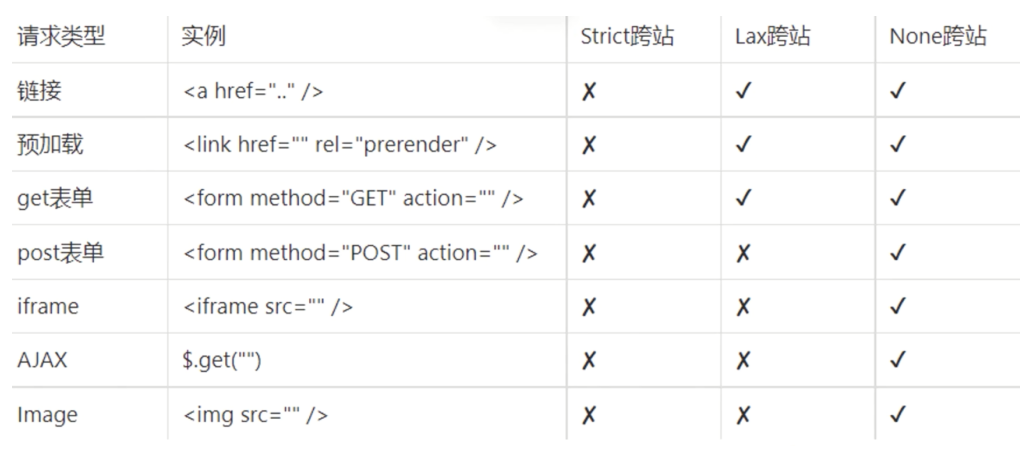 请求类型 实例 Strict跨站 Lax跨站 None跨站
链接 <a href=".." /> ✗ ✓ ✓
预加载 <link href="" rel="prerender" /> ✗ ✓ ✓
get表单 <form method="GET" action="" /> ✗ ✓ ✓
post表单 <form method="POST" action="" /> ✗ ✗ ✓
iframe <iframe src="" /> ✗ ✗ ✓
AJAX $.get("") ✗ ✗ ✓
Image <img src="" /> ✗ ✗ ✓